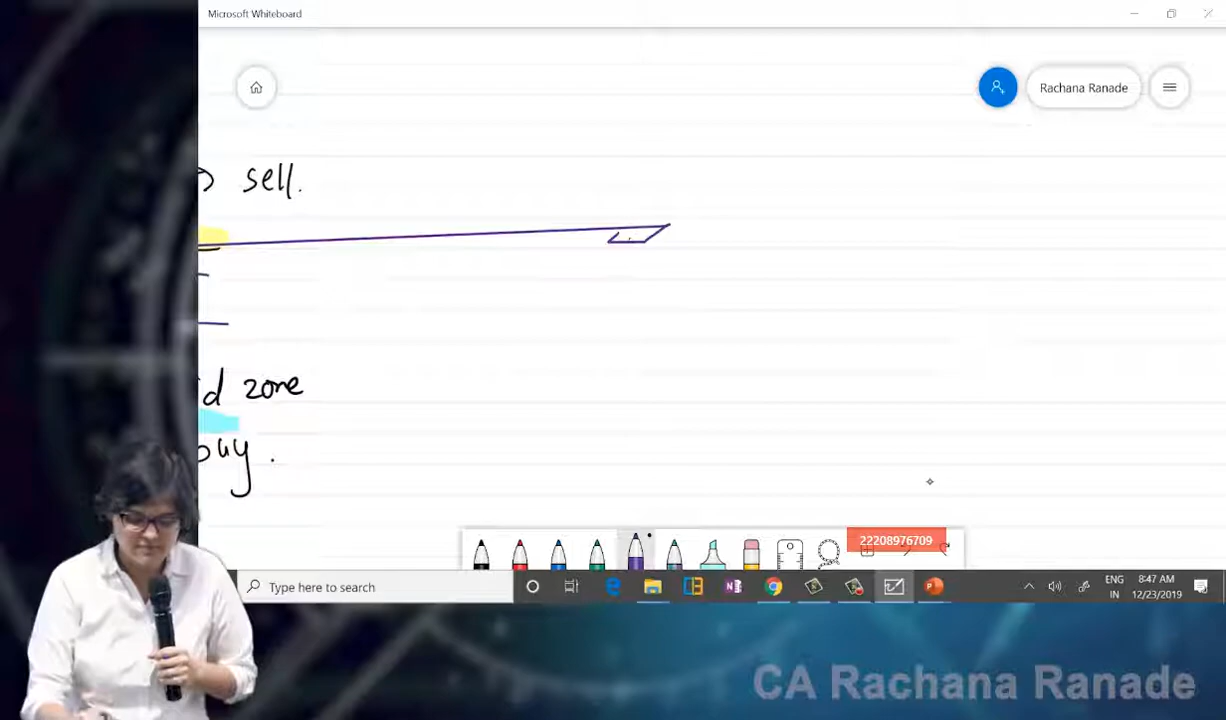 Microsoft Whiteboard
Rachana Ranade
sell.
zone
22208976709
Type here to search
ENG
IN
8:47 AM
12/23/2019
CA Rachana Ranade